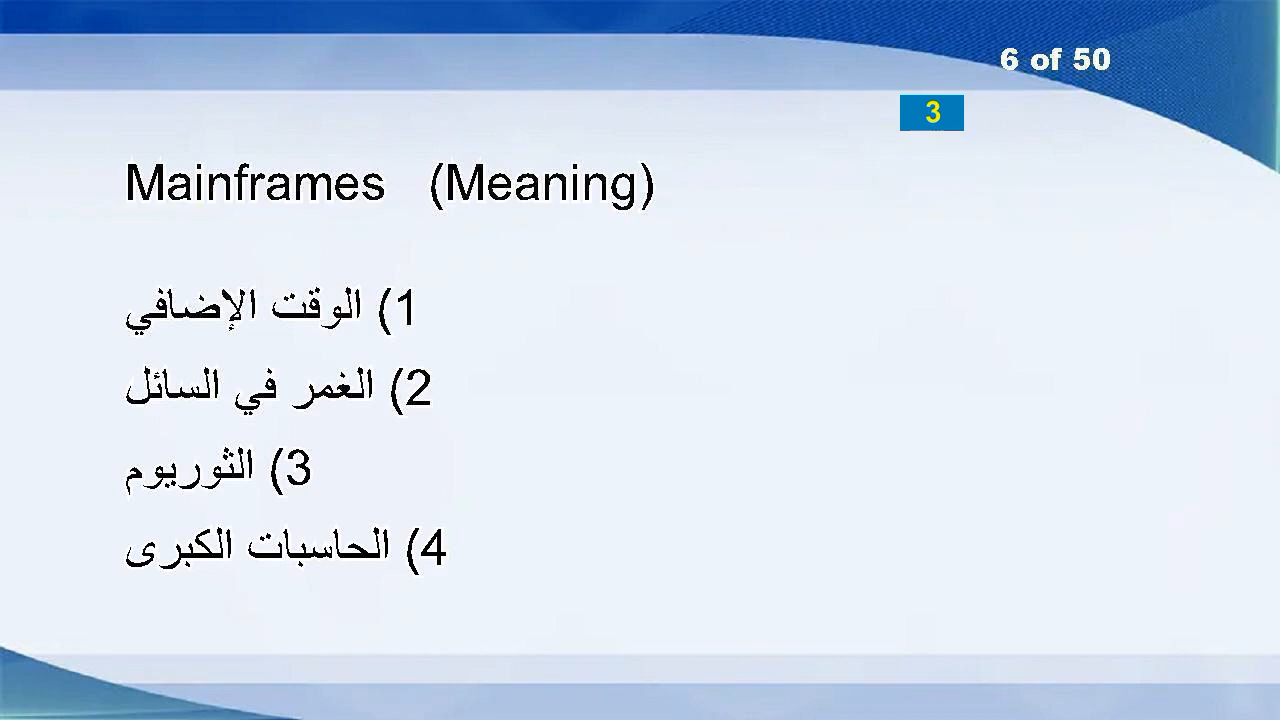 6 of 50
3
Mainframes (Meaning)
1) الوقت الإضافي
2) الغمر في السائل
3) الثوريوم
4) الحاسبات الكبرى